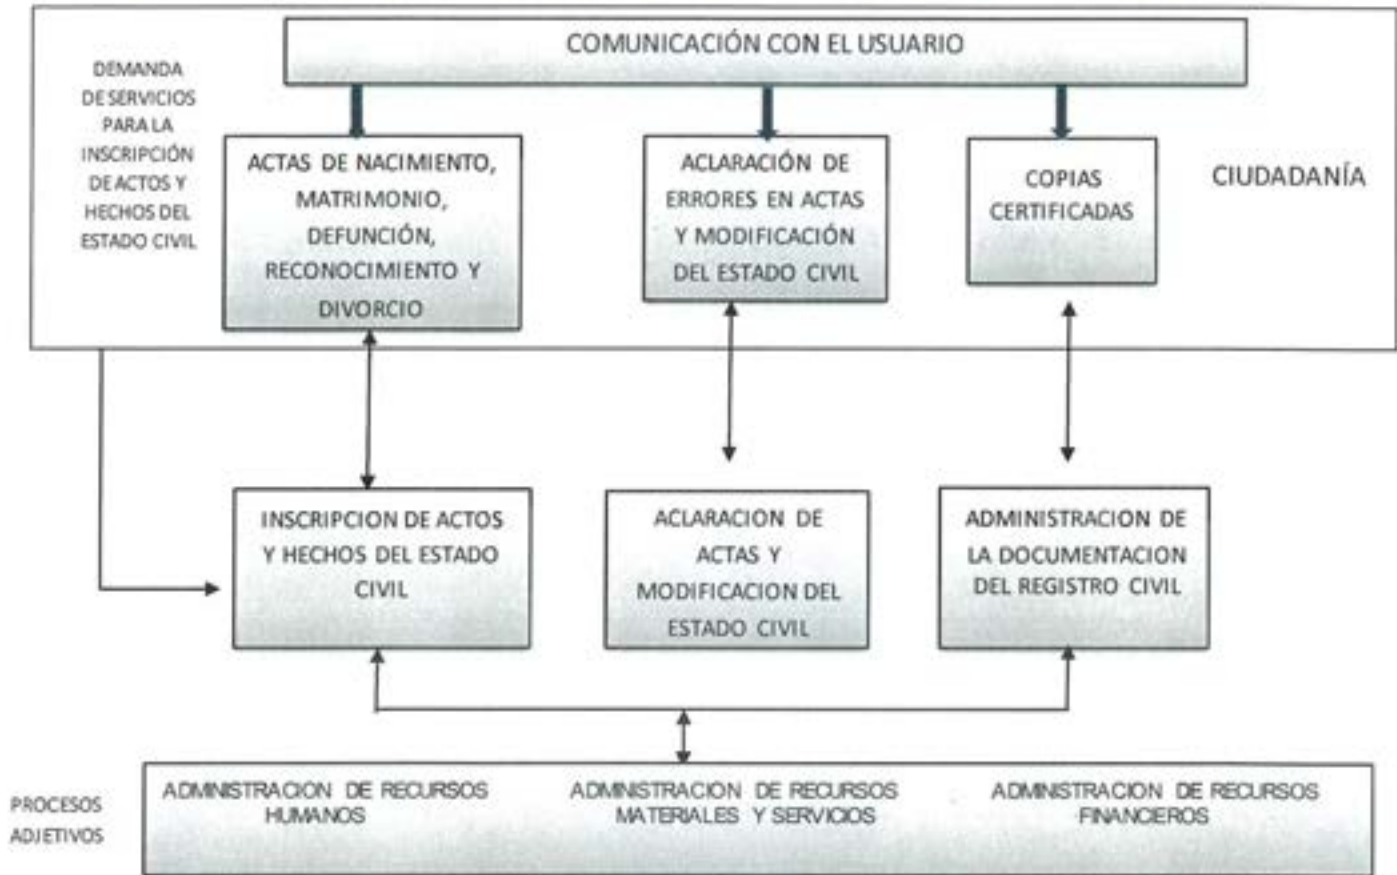 COMUNICACIÓN CON EL USUARIO
DEMANDA
DE SERVICIOS
PARA LA
INSCRIPCIÓN
DE ACTOS Y
HECHOS DEL
ESTADO CIVIL
ACTAS DE NACIMIENTO,
MATRIMONIO,
DEFUNCIÓN,
RECONOCIMIENTO Y
DIVORCIO
ACLARACIÓN DE
ERRORES EN ACTAS
Y MODIFICACIÓN
DEL ESTADO CIVIL
COPIAS
CERTIFICADAS
CIUDADANÍA
INSCRIPCION DE ACTOS
Y HECHOS DEL ESTADO
CIVIL
ACLARACION DE
ACTAS Y
MODIFICACION DEL
ESTADO CIVIL
ADMINISTRACION DE
LA DOCUMENTACION
DEL REGISTRO CIVIL
PROCESOS
ADJETIVOS
ADMINISTRACION DE RECURSOS
HUMANOS
ADMINISTRACION DE RECURSOS
MATERIALES Y SERVICIOS
ADMINISTRACION DE RECURSOS
FINANCIEROS